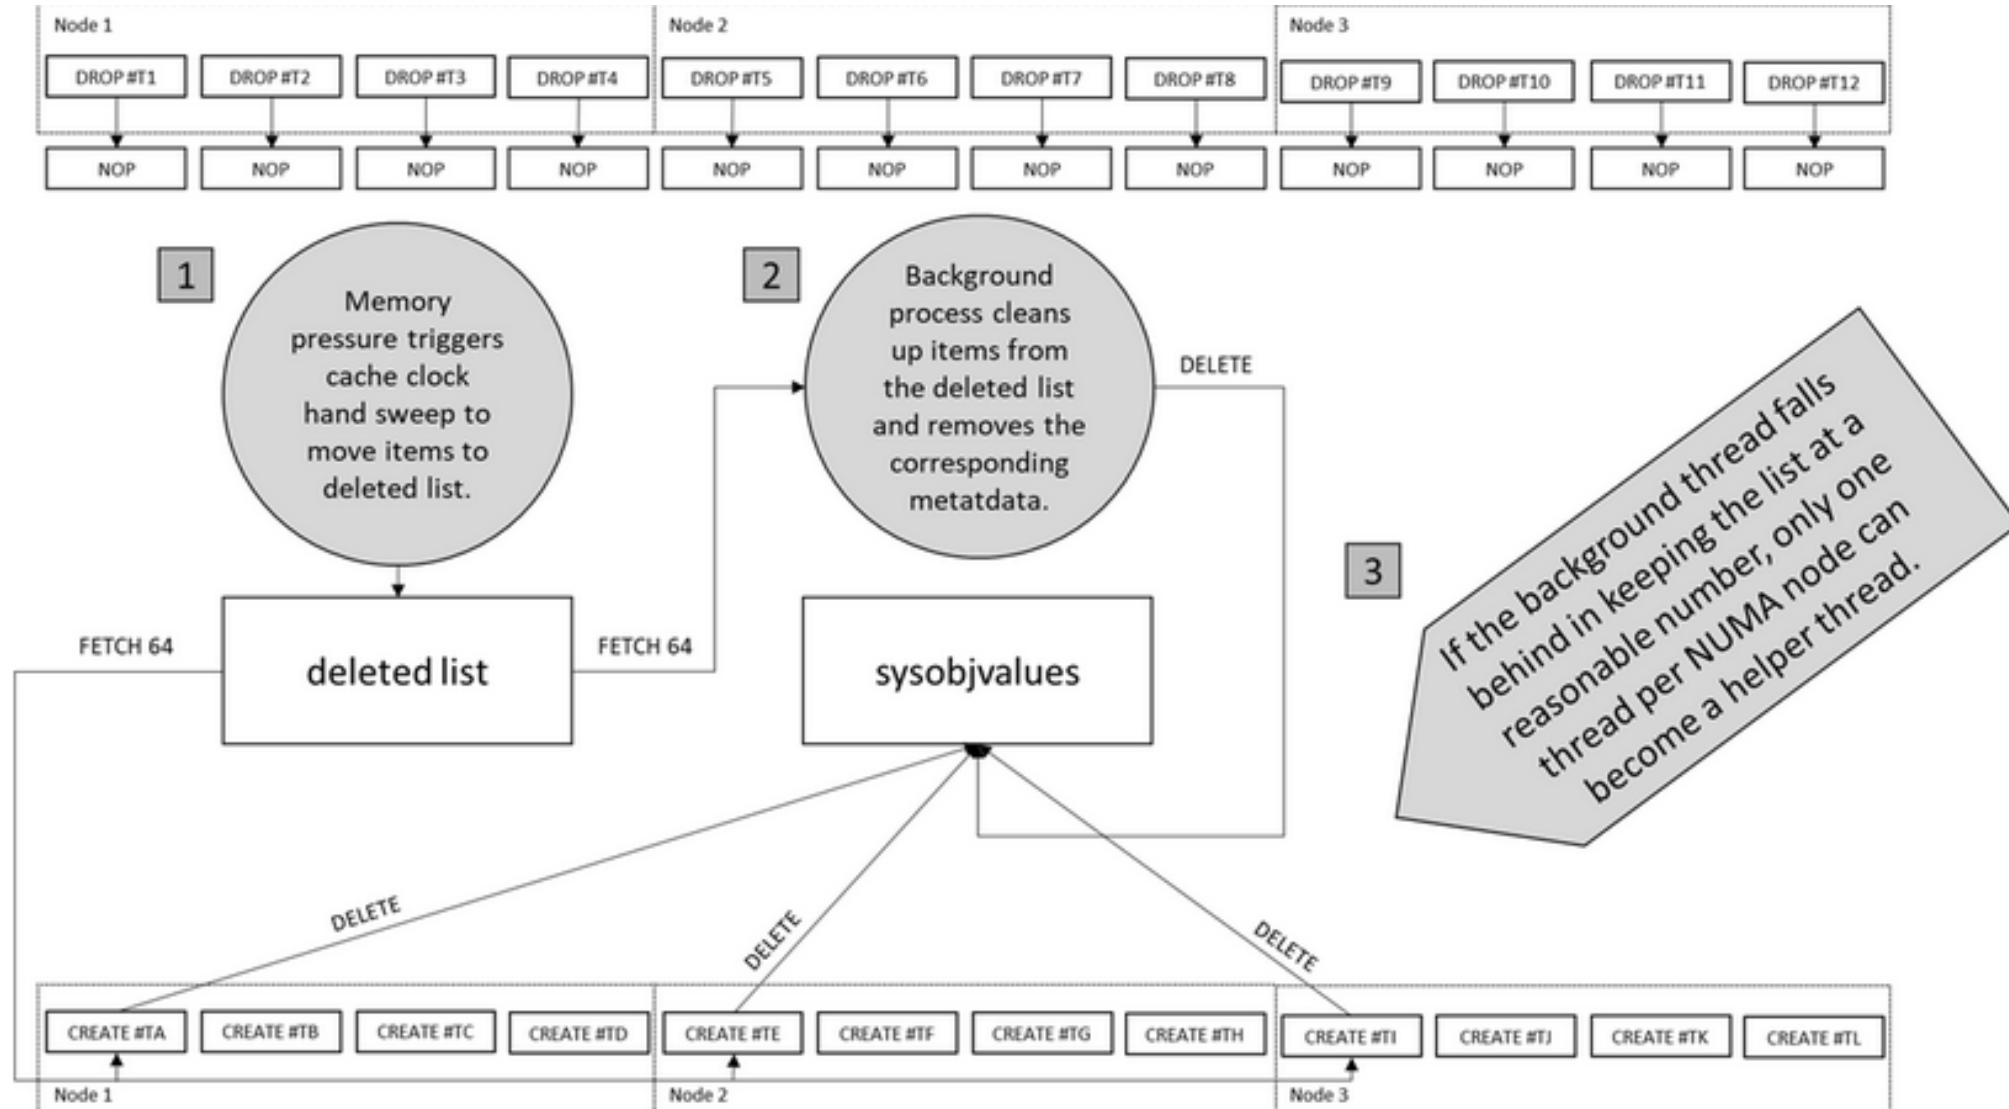 Node 1
Node 2
Node 3
DROP #T1
DROP #T2
DROP #T3
DROP #T4
DROP #T5
DROP #T6
DROP #T7
DROP #T8
DROP #T9
DROP #T10
DROP #T11
DROP #T12
NOP
NOP
NOP
NOP
NOP
NOP
NOP
NOP
NOP
NOP
NOP
NOP
1
Memory
pressure triggers
cache clock
hand sweep to
move items to
deleted list.
2
Background
process cleans
up items from
the deleted list
and removes the
corresponding
metatdata.
DELETE
3
If the background thread falls
behind in keeping the list at a
reasonable number, only one
thread per NUMA node can
become a helper thread.
FETCH 64
deleted list
FETCH 64
sysobjvalues
DELETE
DELETE
DELETE
CREATE #TA
CREATE #TB
CREATE #TC
CREATE #TD
CREATE #TE
CREATE #TF
CREATE #TG
CREATE #TH
CREATE #TI
CREATE #TJ
CREATE #TK
CREATE #TL
Node 1
Node 2
Node 3